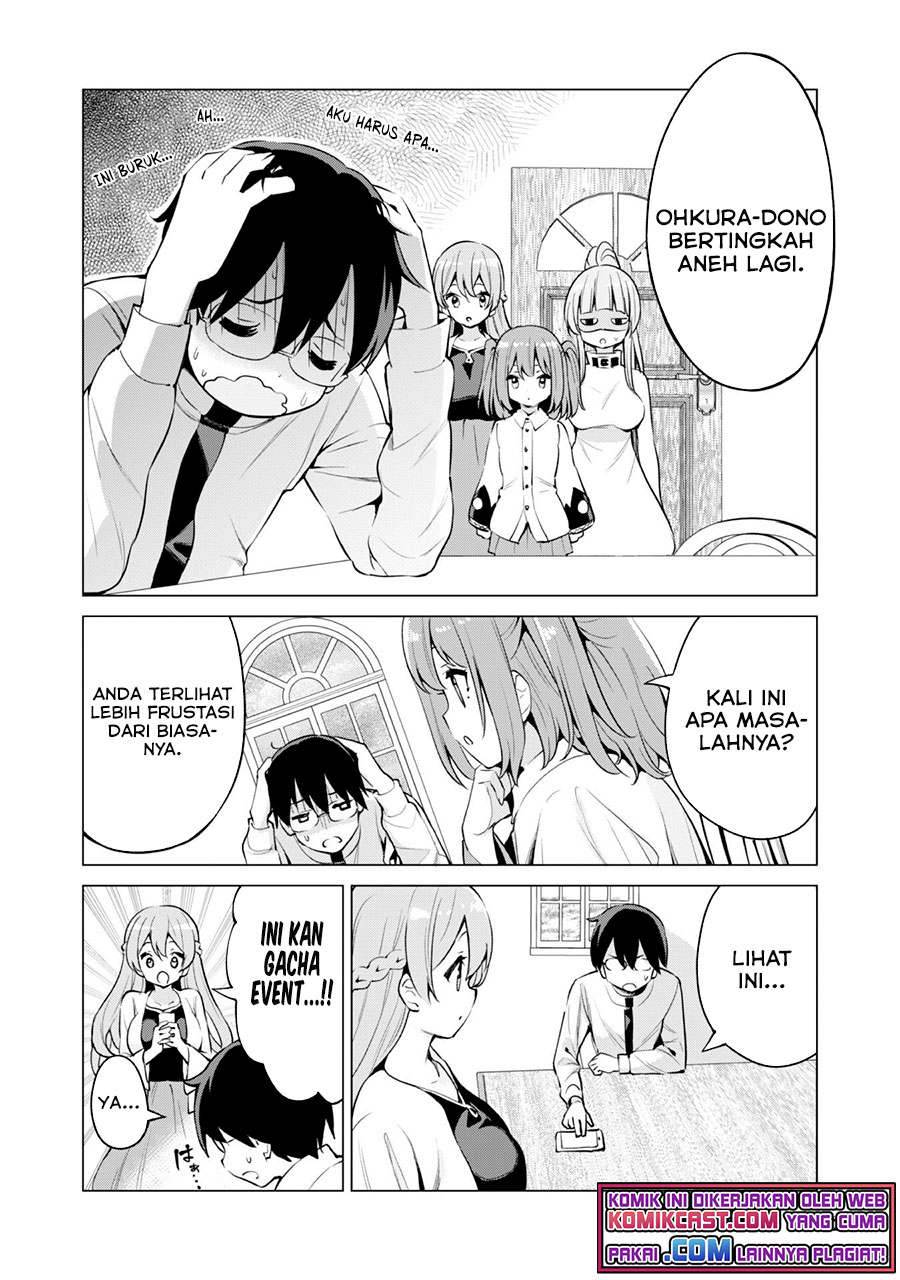 OHKURA-DONO
BERTINGKAH
ANEH LAGI.
AKU HARUS APA...
AH...
INI BURUK...
KALI INI
APA MASA-
LAHNYA?
ANDA TERLIHAT
LEBIH FRUSTASI
DARI BIASA-
NYA.
LIHAT
INI...
INI KAN
GACHA
EVENT...!!
YA...
はぁ…
KOMIK INI DIKERJAKAN OLEH WEB
KOMIKCAST.COM YANG CUMA
PAKAI .COM LAINNYA PLAGIAT!